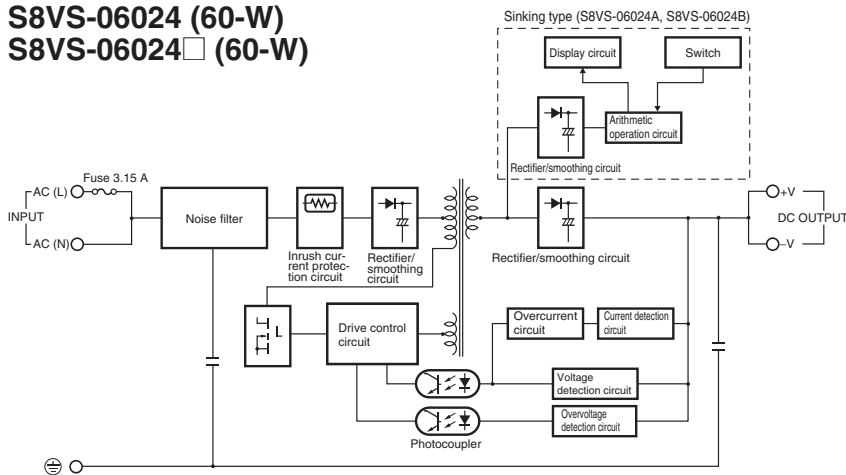 S8VS-06024 (60-W)
S8VS-06024□ (60-W)
Sinking type (S8VS-06024A, S8VS-06024B)
Display circuit
Switch
Arithmetic
operation circuit
Rectifier/smoothing circuit
Fuse 3.15 A
AC (L)
INPUT
AC (N)
Noise filter
Inrush cur-
rent protec-
tion circuit
Rectifier/
smoothing
circuit
Rectifier/smoothing circuit
+V
DC OUTPUT
–V
Drive control
circuit
Overcurrent
circuit
Current detection
circuit
Voltage
detection circuit
Overvoltage
detection circuit
Photocoupler